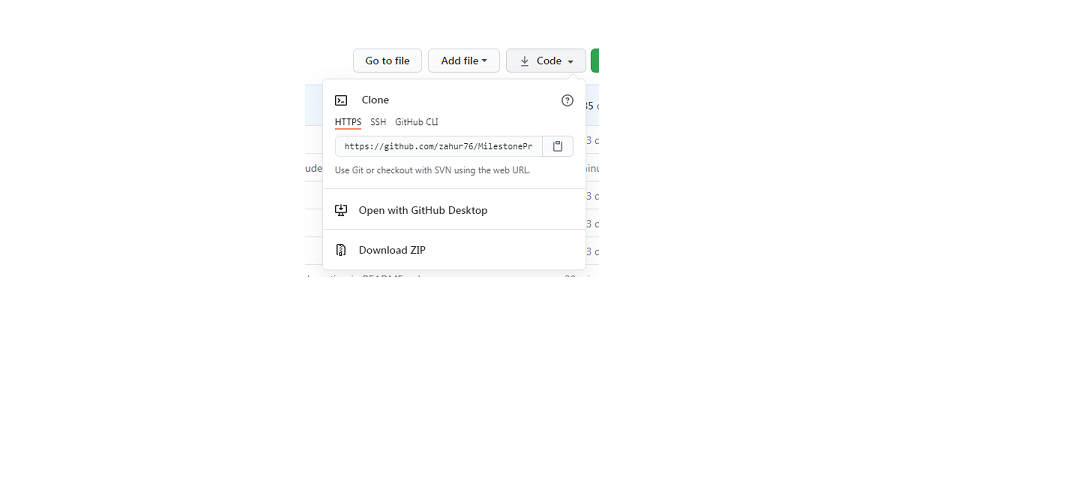 Go to file
Add file
Code
Clone
HTTPS SSH GitHub CLI
https://github.com/zahur76/MilestonePr
Use Git or checkout with SVN using the web URL.
Open with GitHub Desktop
Download ZIP